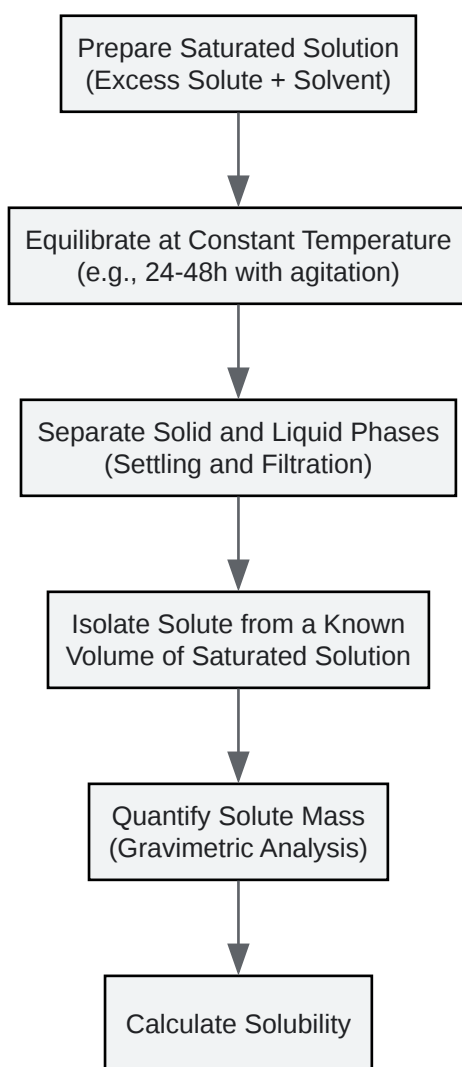 Prepare Saturated Solution
(Excess Solute + Solvent)
Equilibrate at Constant Temperature
(e.g., 24-48h with agitation)
Separate Solid and Liquid Phases
(Settling and Filtration)
Isolate Solute from a Known
Volume of Saturated Solution
Quantify Solute Mass
(Gravimetric Analysis)
Calculate Solubility